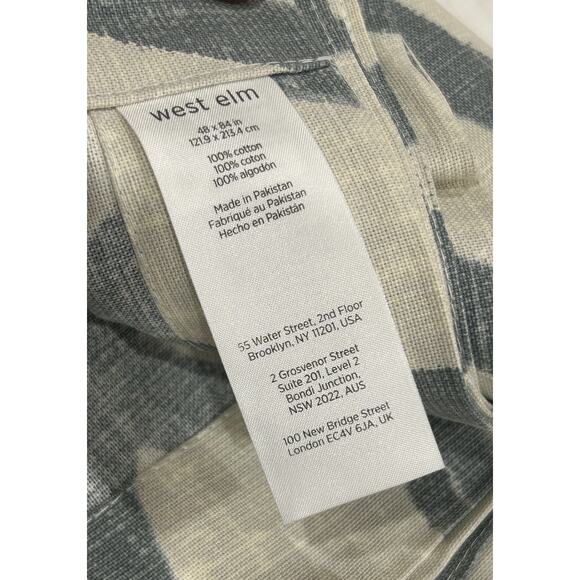 west elm
48 x 84 in
121.9 x 213.4 cm
100% cotton
100% coton
100% algodón
Made in Pakistan
Fabriqué au Pakistan
Hecho en Pakistán
55 Water Street, 2nd Floor
Brooklyn, NY 11201, USA
2 Grosvenor Street
Suite 201, Level 2
Bondi Junction,
NSW 2022, AUS
100 New Bridge Street
London EC4V 6JA, UK